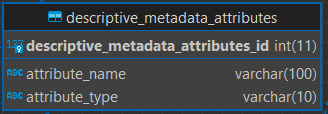 descriptive_metadata_attributes
123 descriptive_metadata_attributes_id int(11)
ABC attribute_name varchar(100)
ABC attribute_type varchar(10)